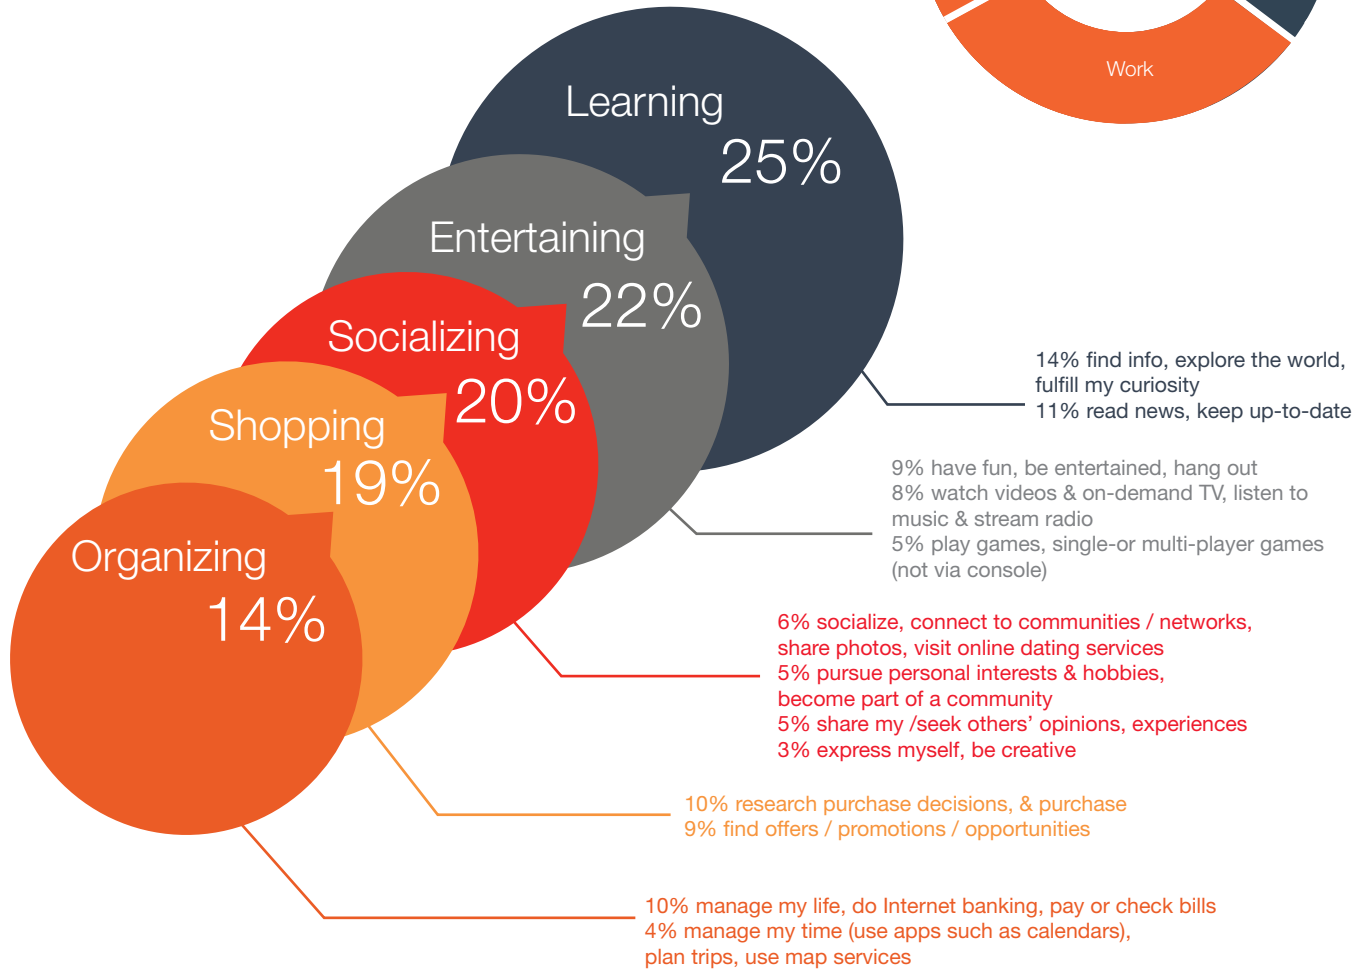 Work
Learning
25%
Entertaining
22%
Socializing
20%
Shopping
19%
Organizing
14%
14% find info, explore the world,
fulfill my curiosity
11% read news, keep up-to-date
9% have fun, be entertained, hang out
8% watch videos & on-demand TV, listen to
music & stream radio
5% play games, single-or multi-player games
(not via console)
6% socialize, connect to communities / networks,
share photos, visit online dating services
5% pursue personal interests & hobbies,
become part of a community
5% share my /seek others’ opinions, experiences
3% express myself, be creative
10% research purchase decisions, & purchase
9% find offers / promotions / opportunities
10% manage my life, do Internet banking, pay or check bills
4% manage my time (use apps such as calendars),
plan trips, use map services